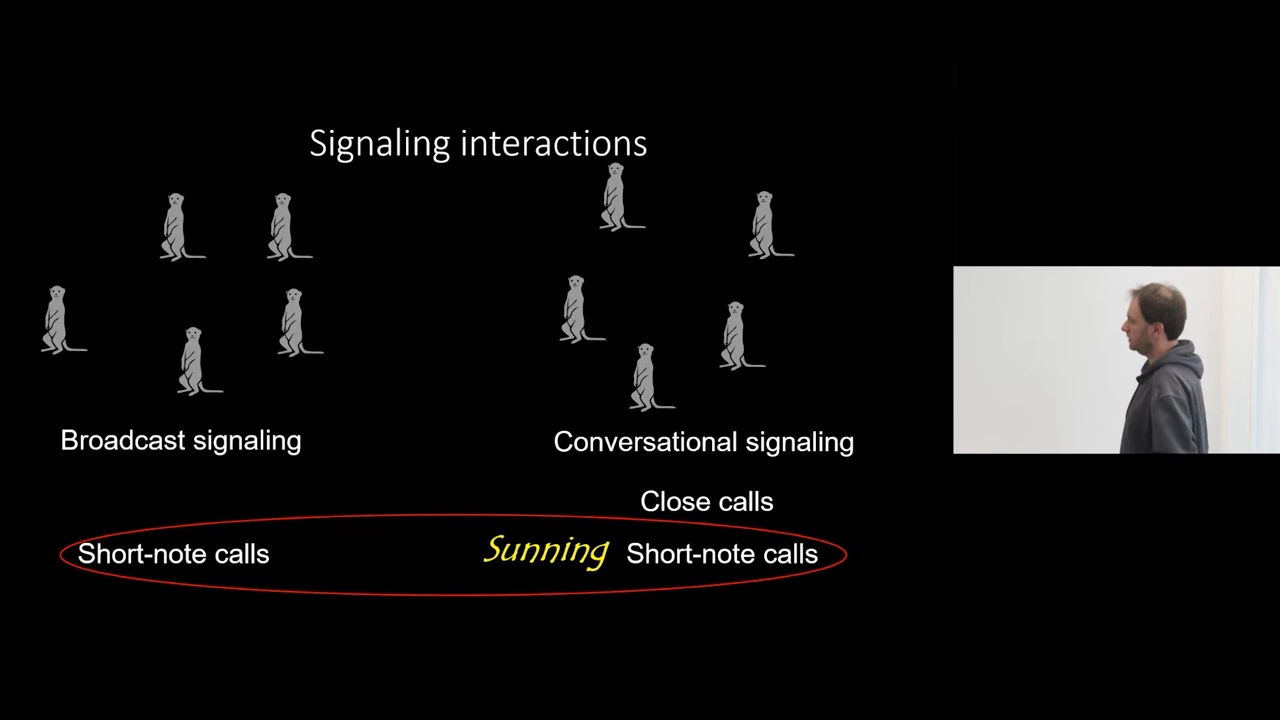 Signaling interactions
Broadcast signaling
Conversational signaling
Close calls
Short-note calls
Sunning Short-note calls